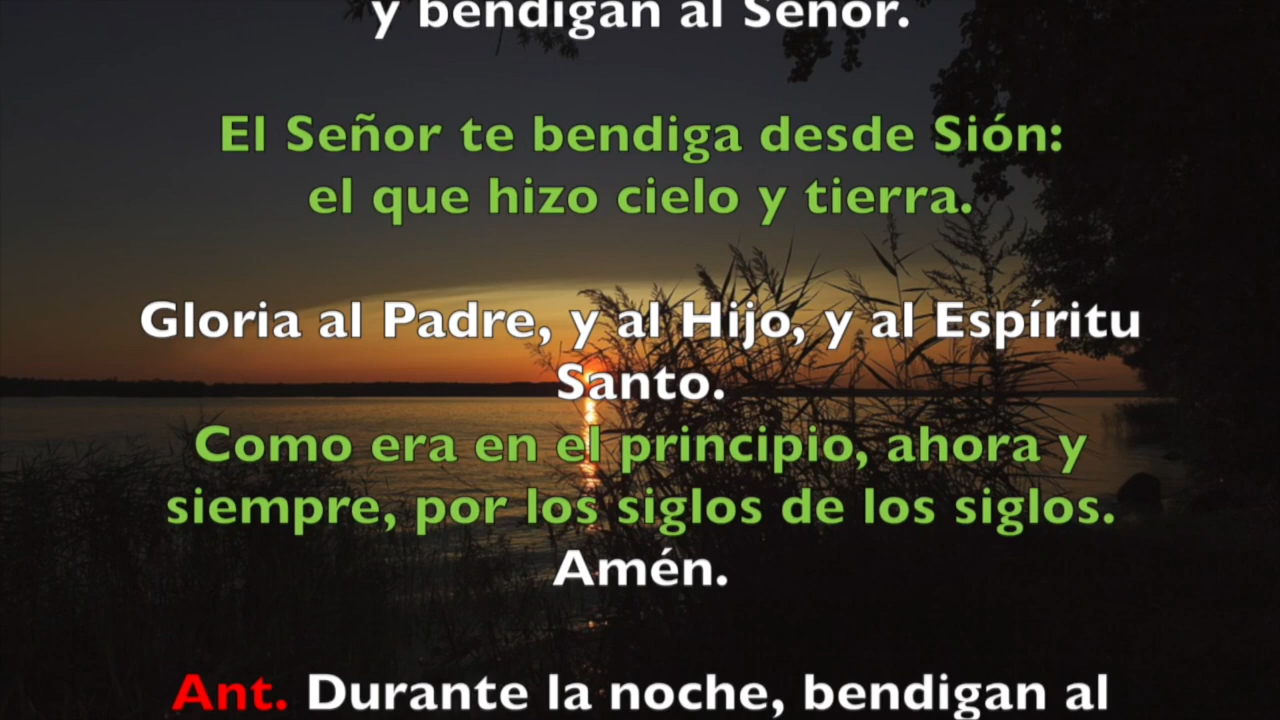 y bendigan al Señor.
El Señor te bendiga desde Sión:
el que hizo cielo y tierra.
Gloria al Padre, y al Hijo, y al Espíritu
Santo.
Como era en el principio, ahora y
siempre, por los siglos de los siglos.
Amén.
Ant. Durante la noche, bendigan al